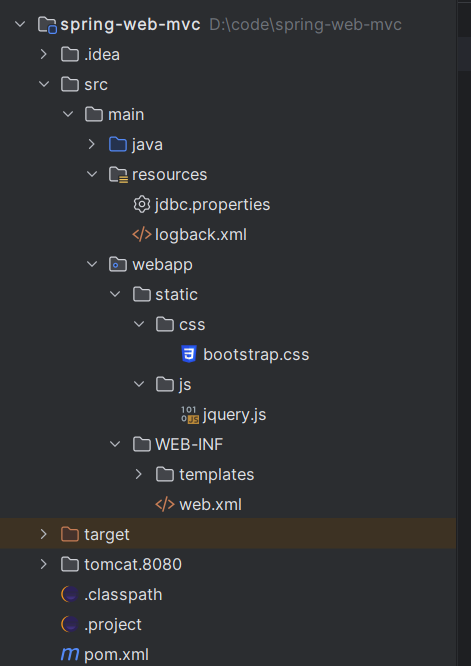 spring-web-mvc D:\code\spring-web-mvc
.idea
src
main
java
resources
jdbc.properties
logback.xml
webapp
static
css
bootstrap.css
js
jquery.js
WEB-INF
templates
web.xml
target
tomcat.8080
.classpath
.project
pom.xml